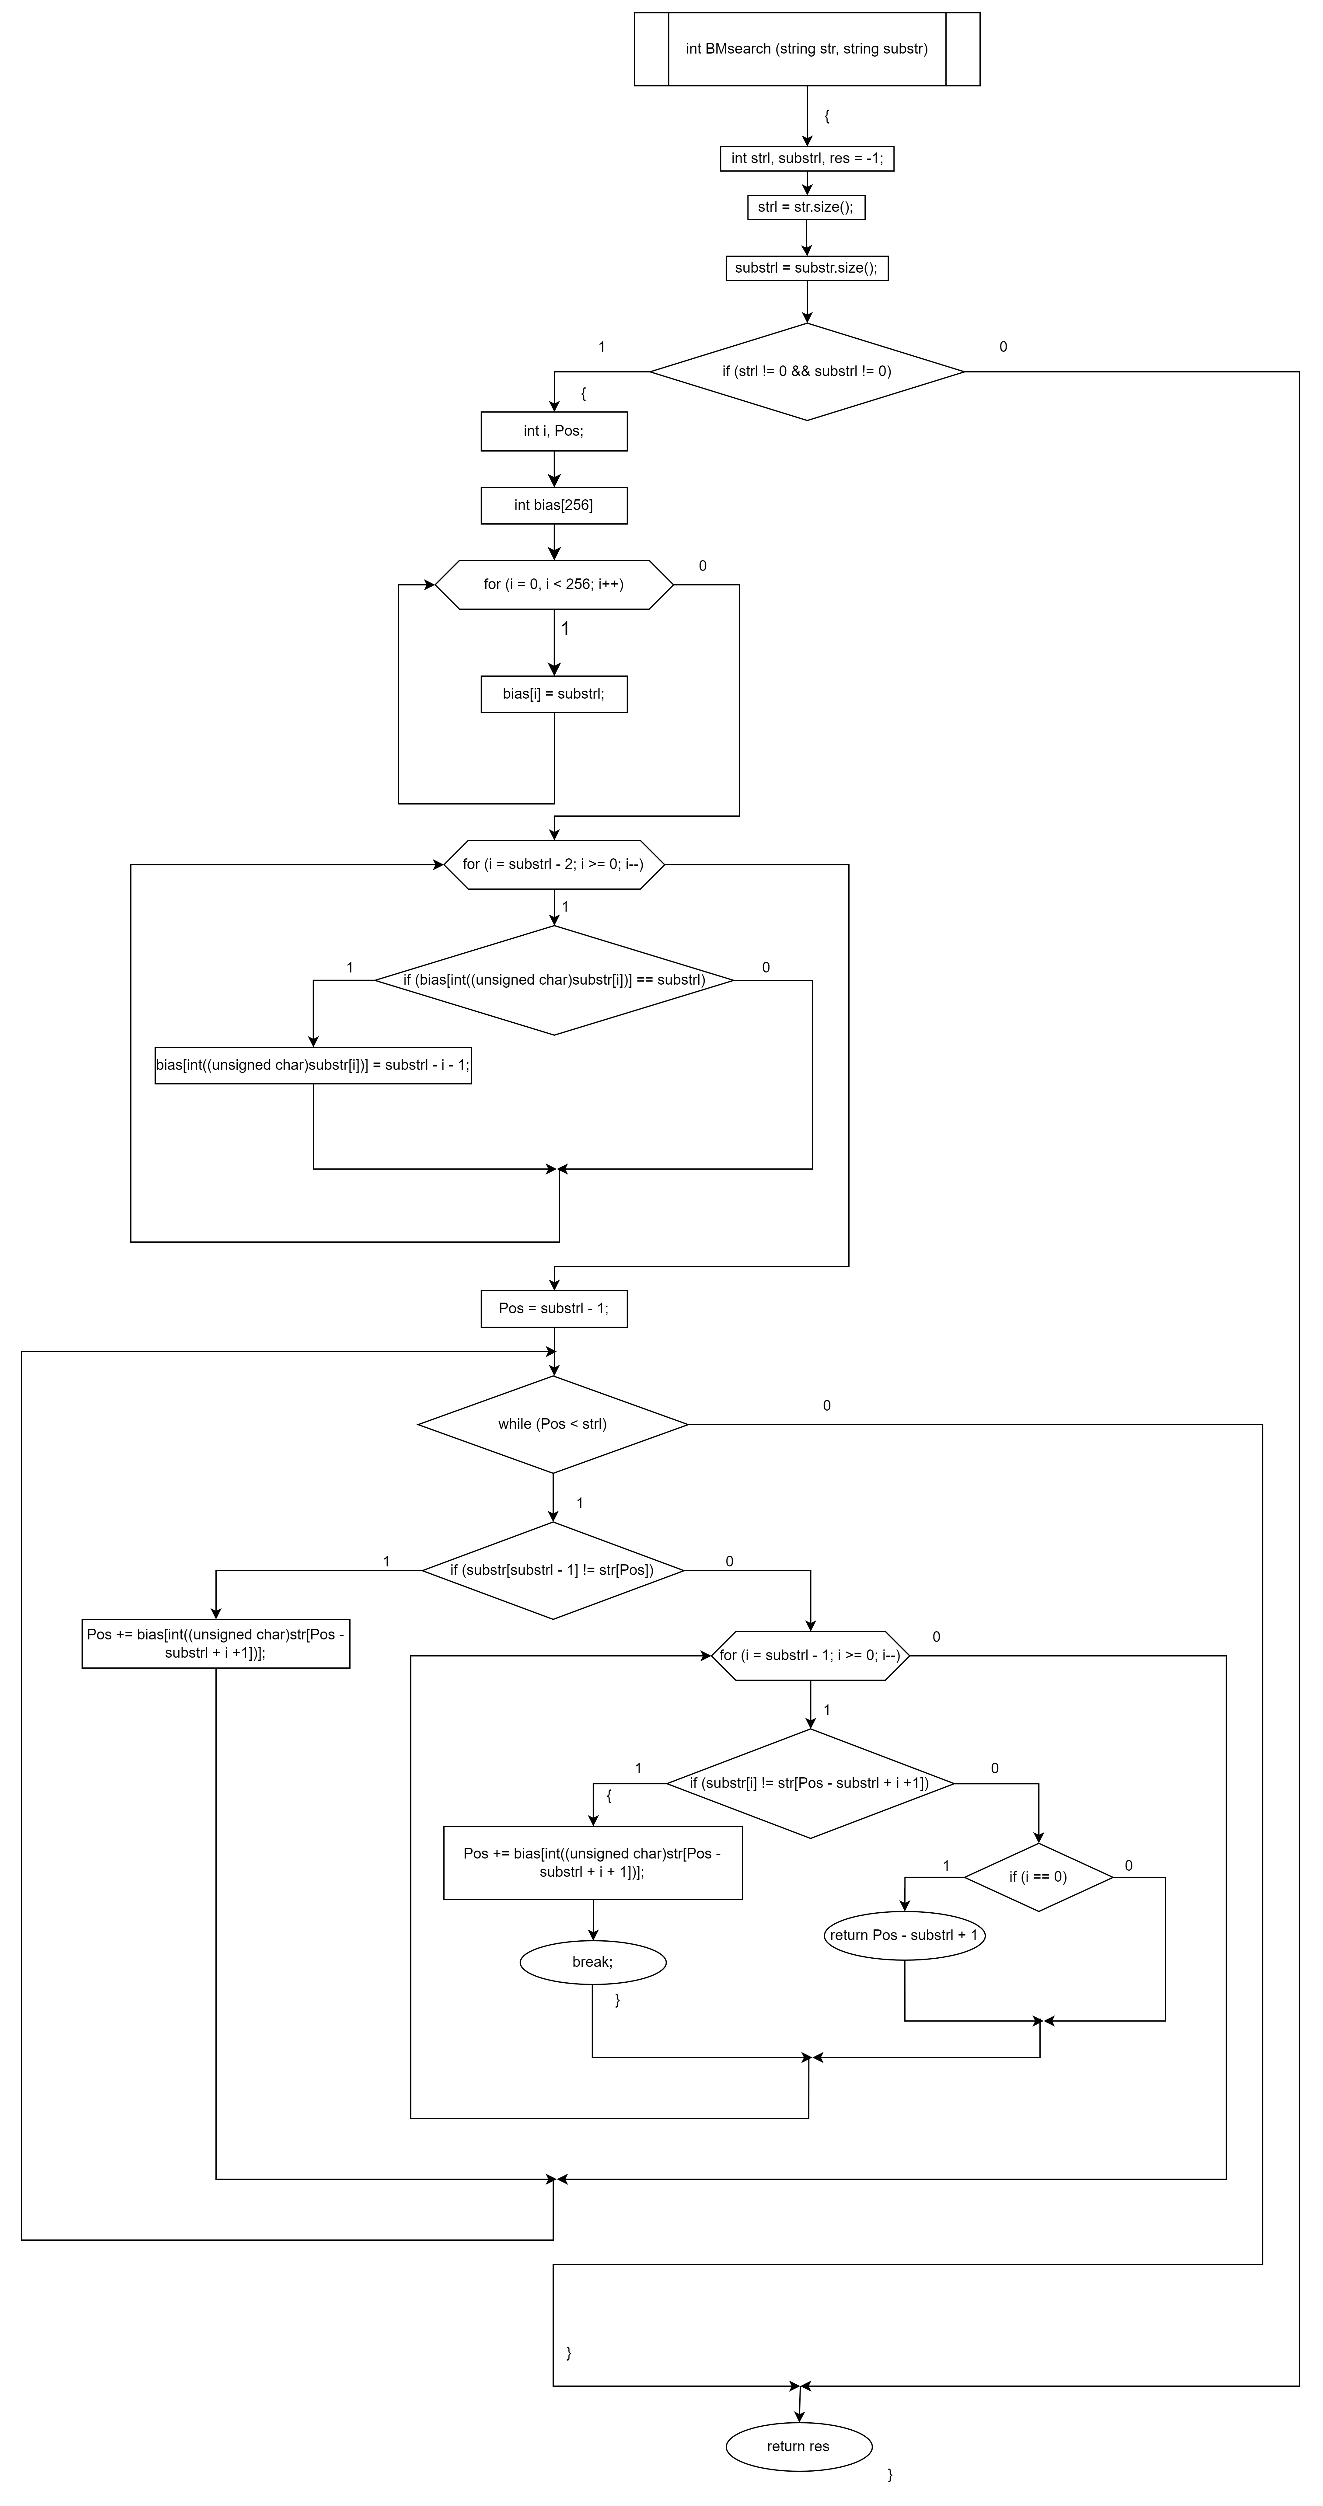 int BMsearch (string str, string substr)
{
int strl, substrl, res = -1;
strl = str.size();
substrl = substr.size();
1
0
if (strl != 0 && substrl != 0)
{
int i, Pos;
int bias[256]
0
for (i = 0, i < 256; i++)
1
bias[i] = substrl;
for (i = substrl - 2; i >= 0; i--)
1
1
0
if (bias[int((unsigned char)substr[i])] == substrl)
bias[int((unsigned char)substr[i])] = substrl - i - 1;
Pos = substrl - 1;
0
while (Pos < strl)
1
1
0
if (substr[substrl - 1] != str[Pos])
Pos += bias[int((unsigned char)str[Pos -
substrl + i +1])];
0
for (i = substrl - 1; i >= 0; i--)
1
1
0
if (substr[i] != str[Pos - substrl + i +1])
{
Pos += bias[int((unsigned char)str[Pos -
substrl + i + 1])];
1
0
if (i == 0)
return Pos - substrl + 1
break;
}
}
return res
}